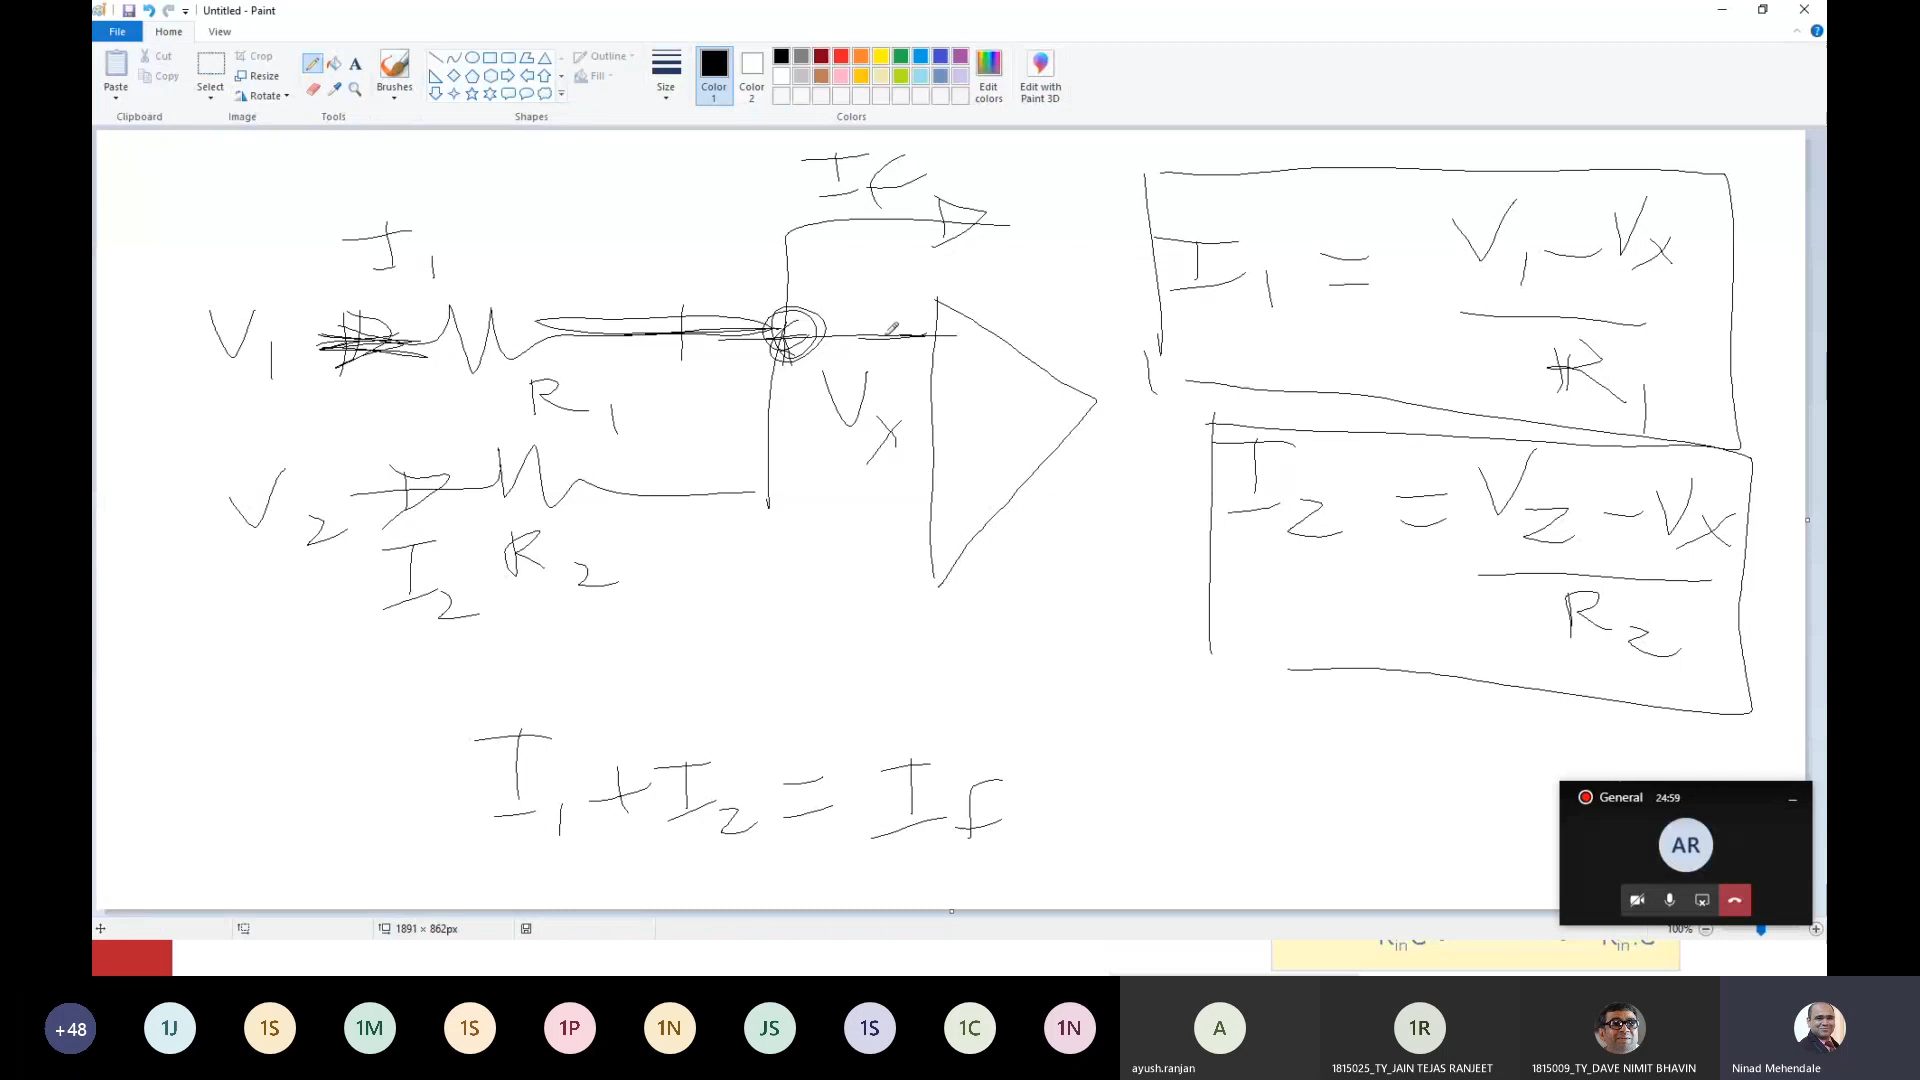 Untitled - Paint
File
Home
View
Paste
Cut
Copy
Clipboard
Select
Crop
Resize
Rotate
Image
A
Tools
Brushes
Shapes
Outline
Fill
Size
Color 1
Color 2
Edit colors
Edit with Paint 3D
Colors
I1
V1
R1
Vx
V2
I2
R2
I1 = V1 - Vx
R1
I2 = V2 - Vx
R2
I1 + I2 = If
General 24:59
AR
1891 × 862px
100%
+48
1J
1S
1M
1S
1P
1N
JS
1S
1C
1N
A
ayush.ranjan
1R
1815025_TY_JAIN TEJAS RANJEET
1815009_TY_DAVE NIMIT BHAVIN
Ninad Mehendale